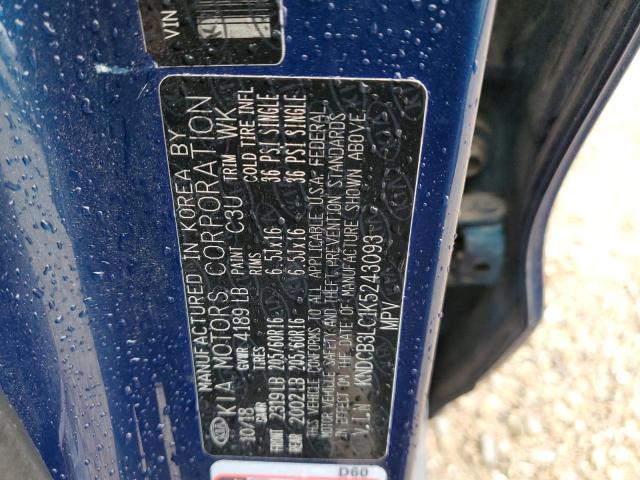 VIN
K
MANUFACTURED IN KOREA BY
KIA KIA MOTORS CORPORATION
10/18 GVWR 4189 LB PAIN C3U TRIM WK
GAWR TIRES RIMS COLD TIRE INFL
FRONT 2319 LB 205/60R16 6.5Jx16 36 PSI SINGLE
REAR 2002 LB 205/60R16 6.5Jx16 36 PSI SINGLE
THIS VEHICLE CONFORMS TO ALL APPLICABLE U.S.A. FEDERAL
MOTOR VEHICLE SAFETY AND THEFT PREVENTION STANDARDS
IN EFFECT ON THE DATE OF MANUFACTURE SHOWN ABOVE.
V.I.N : KNDCB3LC1K5243093
MPV
D60